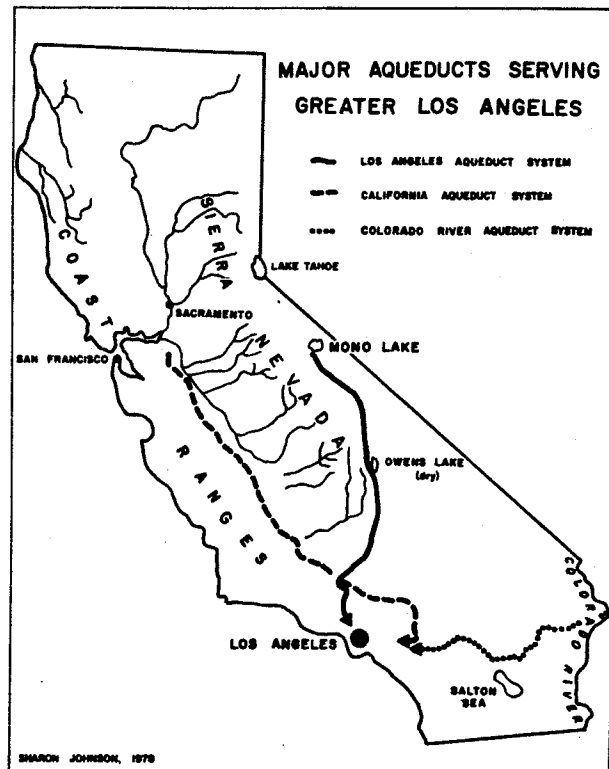 MAJOR AQUEDUCTS SERVING
GREATER LOS ANGELES
LOS ANGELES AQUEDUCT SYSTEM
CALIFORNIA AQUEDUCT SYSTEM
COLORADO RIVER AQUEDUCT SYSTEM
COAST
RANGES
SIERRA
NEVADA
LAKE TAHOE
SACRAMENTO
SAN FRANCISCO
MONO LAKE
OWENS LAKE
(dry)
LOS ANGELES
COLORADO RIVER
SALTON
SEA
SHARON JOHNSON, 1979